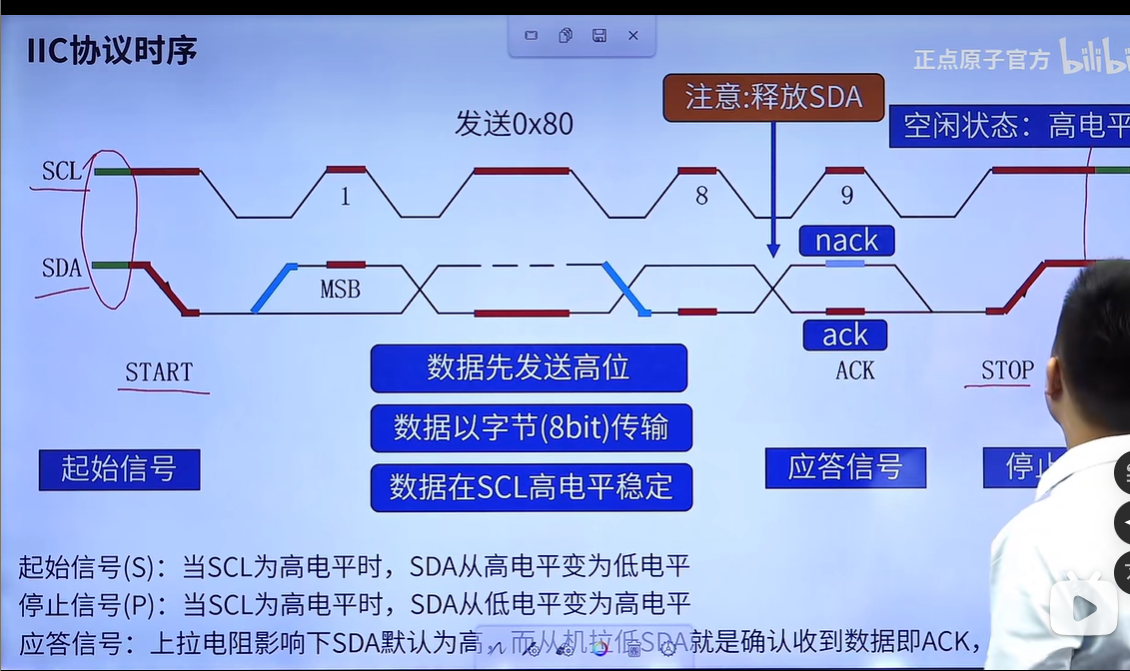 IIC协议时序
正点原子官方 bilibi
注意:释放SDA
发送0x80
空闲状态：高电平
SCL
1
8
9
nack
SDA
MSB
ack
START
数据先发送高位
ACK
STOP
数据以字节(8bit)传输
起始信号
应答信号
停止
数据在SCL高电平稳定
起始信号(S)：当SCL为高电平时，SDA从高电平变为低电平
停止信号(P)：当SCL为高电平时，SDA从低电平变为高电平
应答信号：上拉电阻影响下SDA默认为高，而从机拉低SDA就是确认收到数据即ACK，